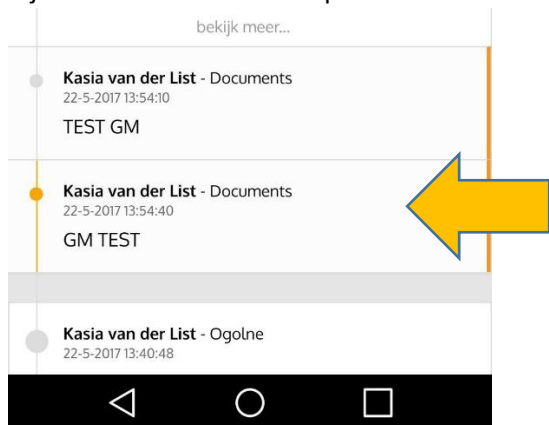 bekijk meer...
Kasia van der List - Documents
22-5-2017 13:54:10
TEST GM
Kasia van der List - Documents
22-5-2017 13:54:40
GM TEST
Kasia van der List - Ogolne
22-5-2017 13:40:48